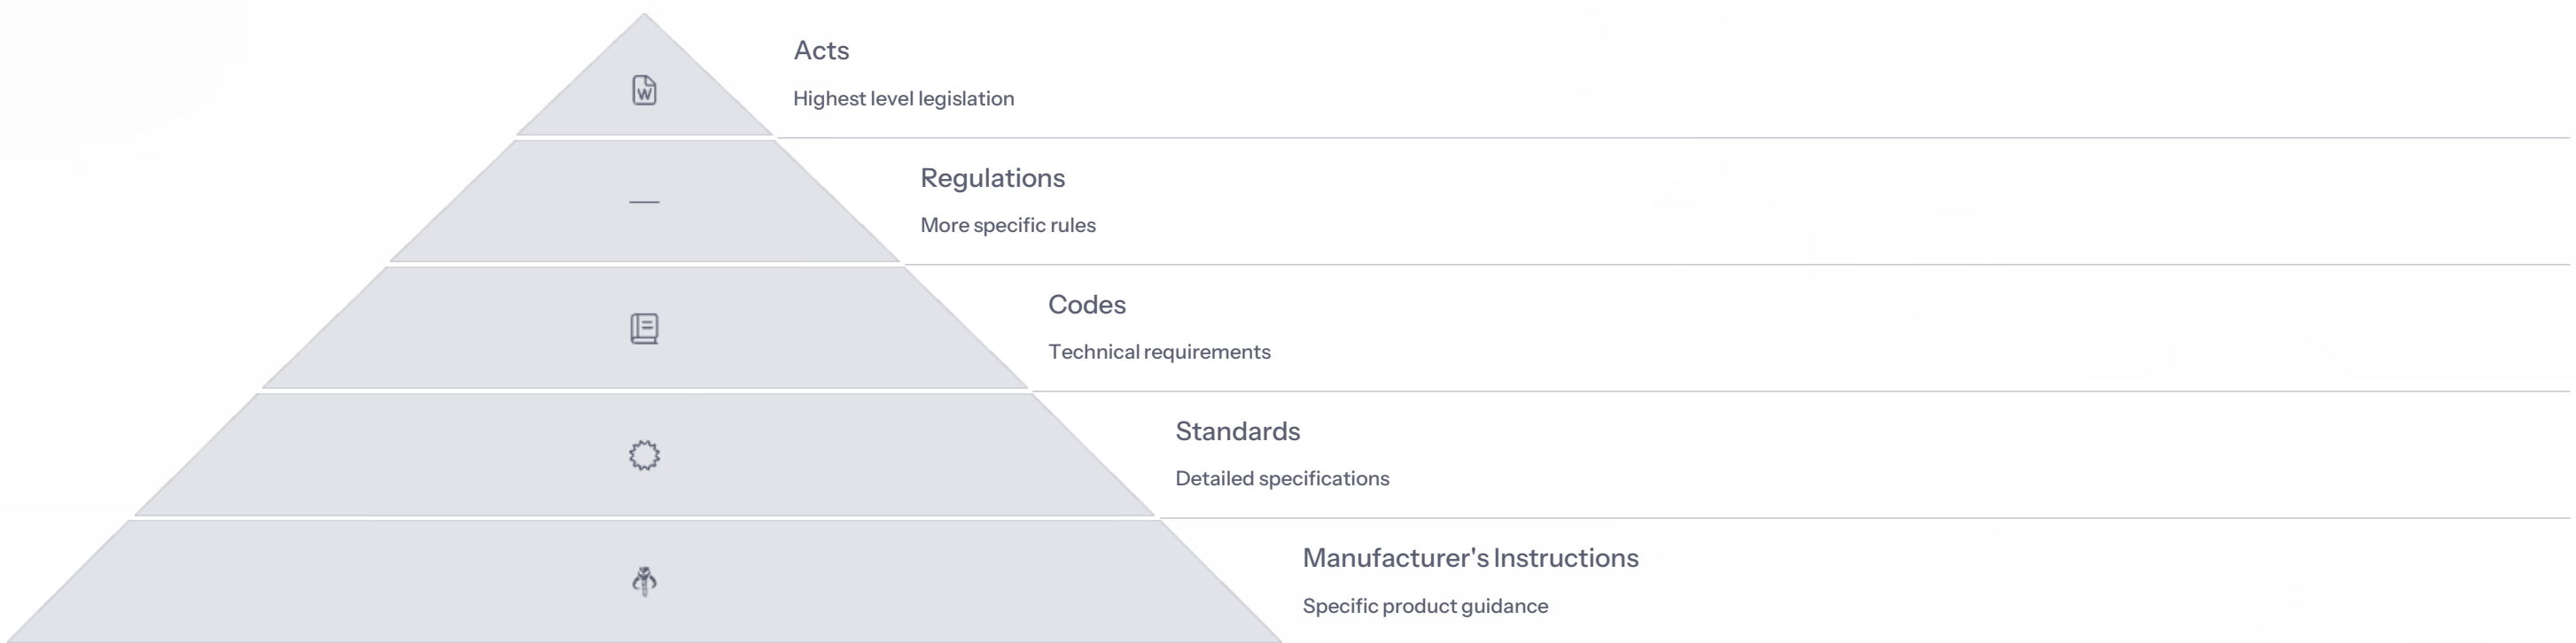 Acts
Highest level legislation
Regulations
More specific rules
Codes
Technical requirements
Standards
Detailed specifications
Manufacturer's Instructions
Specific product guidance